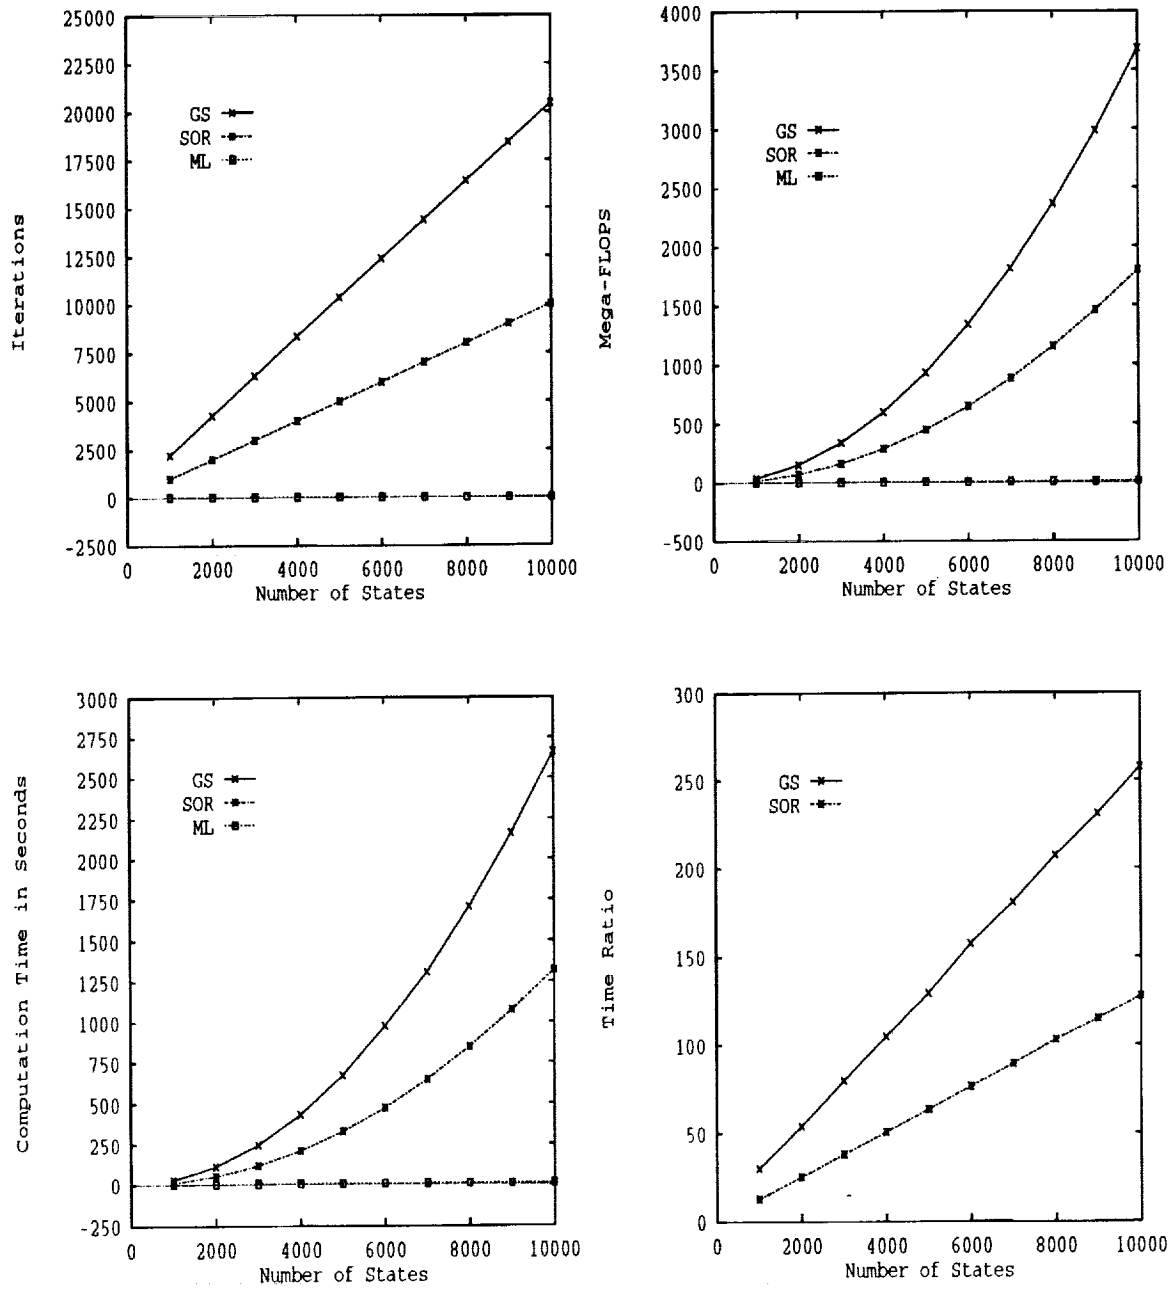 25000
22500
20000
17500
15000
12500
10000
7500
5000
2500
0
-2500
Iterations
GS
SOR
ML
0 2000 4000 6000 8000 10000
Number of States
4000
3500
3000
2500
2000
1500
1000
500
0
-500
Mega-FLOPS
GS
SOR
ML
0 2000 4000 6000 8000 10000
Number of States
3000
2750
2500
2250
2000
1750
1500
1250
1000
750
500
250
0
-250
Computation Time in Seconds
GS
SOR
ML
0 2000 4000 6000 8000 10000
Number of States
300
250
200
150
100
50
0
Time Ratio
GS
SOR
0 2000 4000 6000 8000 10000
Number of States